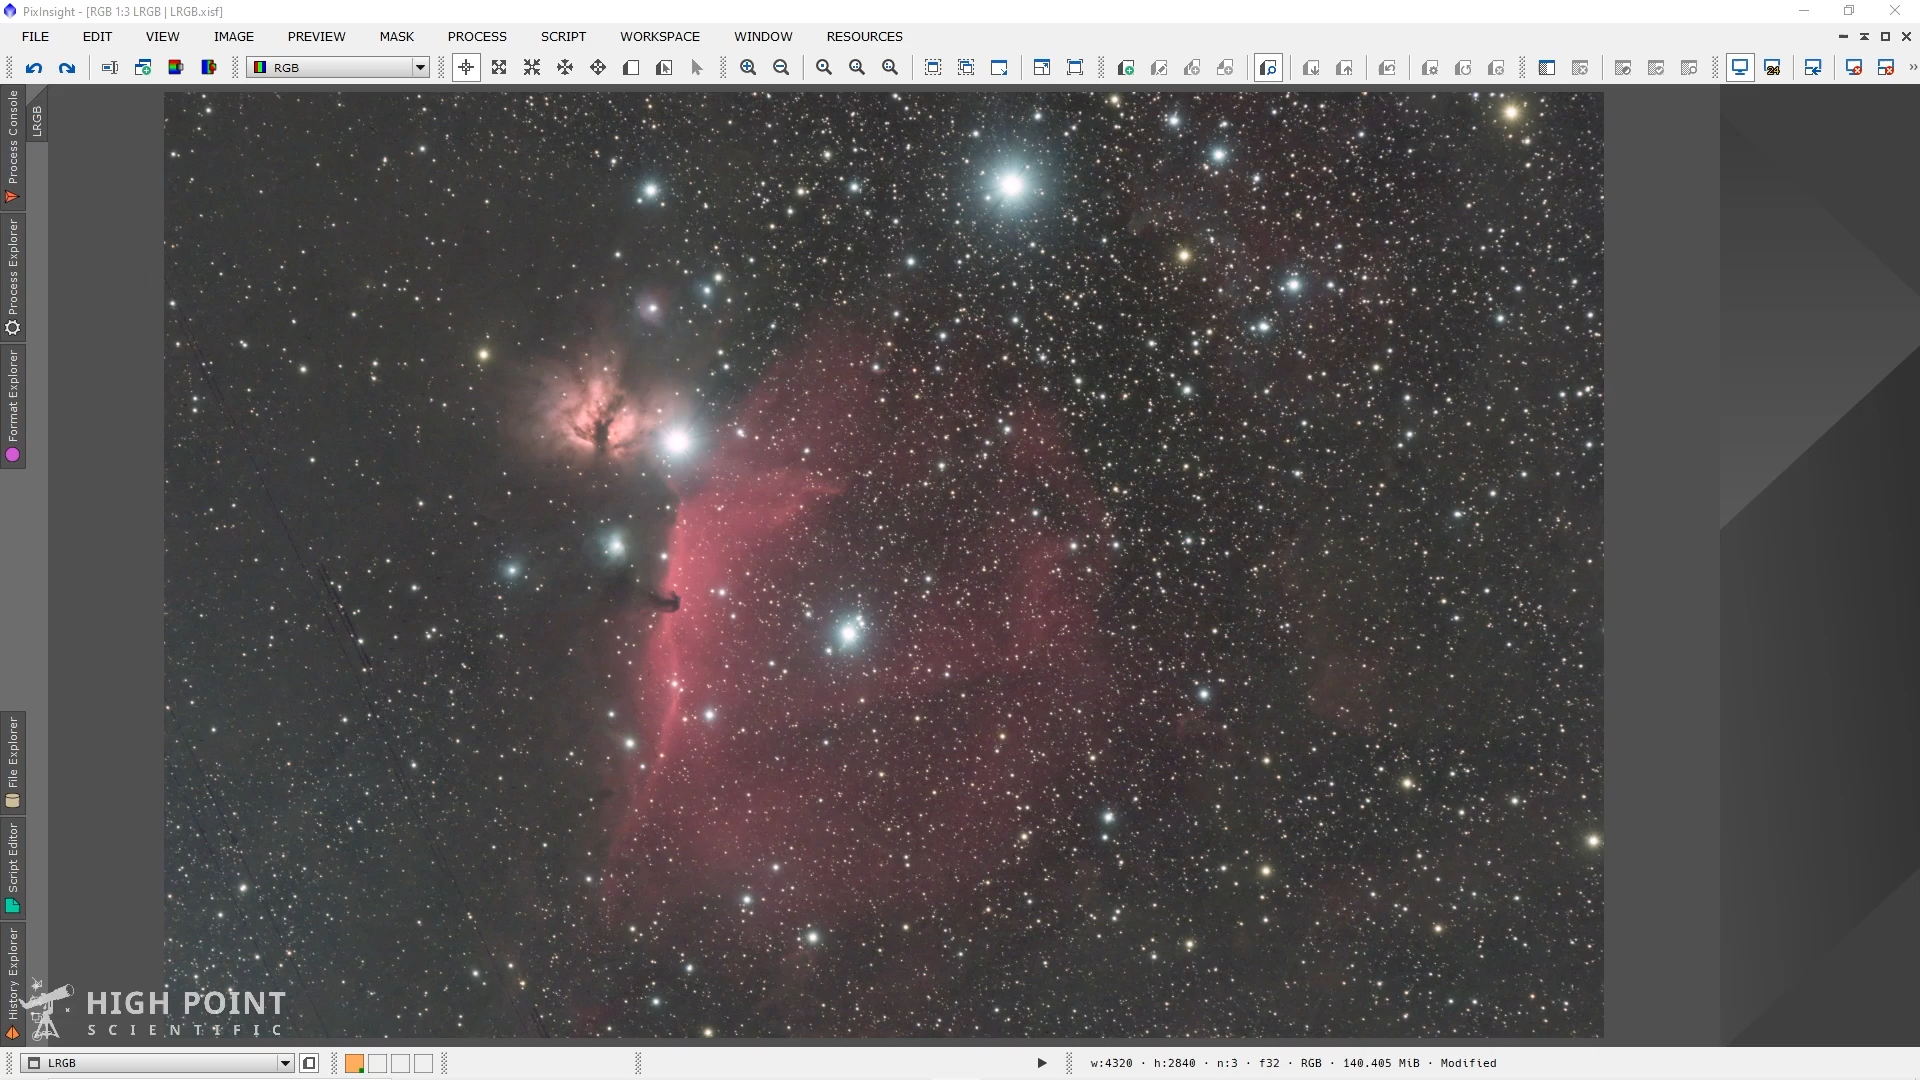 PixInsight - [RGB 1:3 LRGB | LRGB.xisf]
FILE EDIT VIEW IMAGE PREVIEW MASK PROCESS SCRIPT WORKSPACE WINDOW RESOURCES
RGB
24
Process Console
LRGB
Process Explorer
Format Explorer
File Explorer
Script Editor
History Explorer
HIGH POINT
SCIENTIFIC
LRGB
w:4320 · h:2840 · n:3 · f32 · RGB · 140.405 MiB · Modified